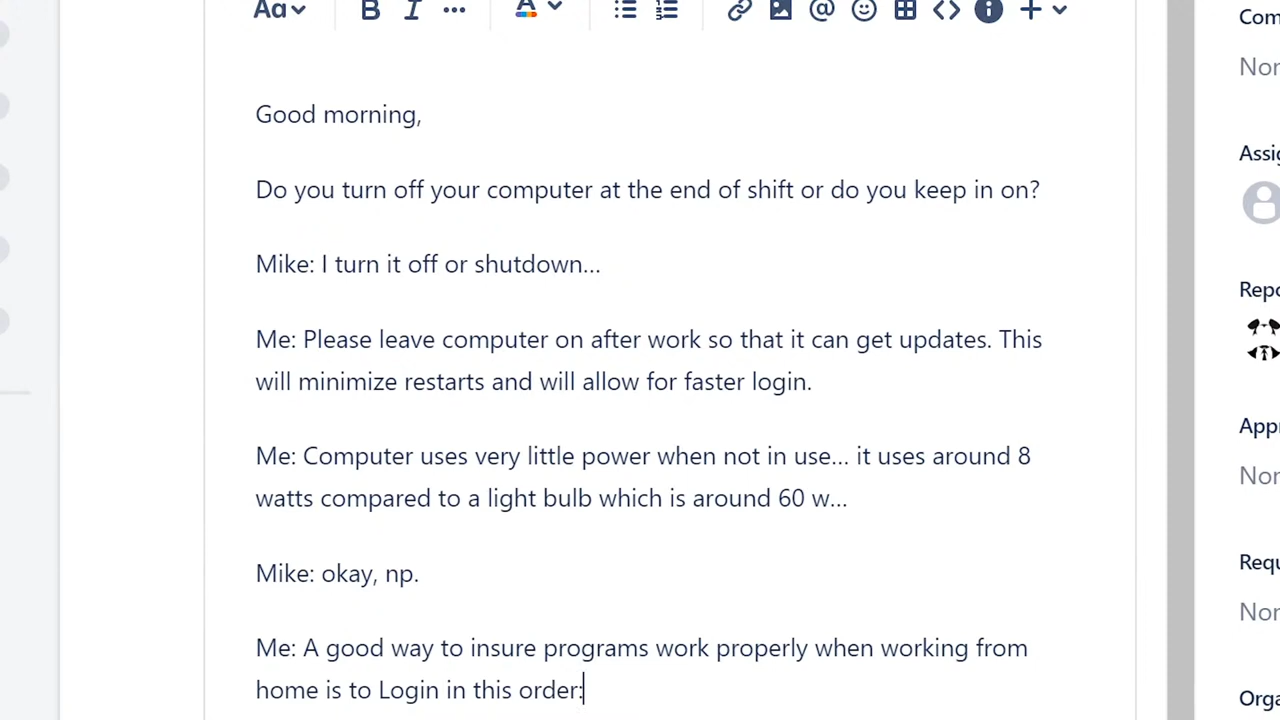 Aa
B I ... A @ <> i +
Good morning,
Do you turn off your computer at the end of shift or do you keep in on?
Mike: I turn it off or shutdown...
Me: Please leave computer on after work so that it can get updates. This
will minimize restarts and will allow for faster login.
Me: Computer uses very little power when not in use... it uses around 8
watts compared to a light bulb which is around 60 w...
Mike: okay, np.
Me: A good way to insure programs work properly when working from
home is to Login in this order:
Com
Non
Assig
Repo
Appr
Non
Requ
Non
Orga